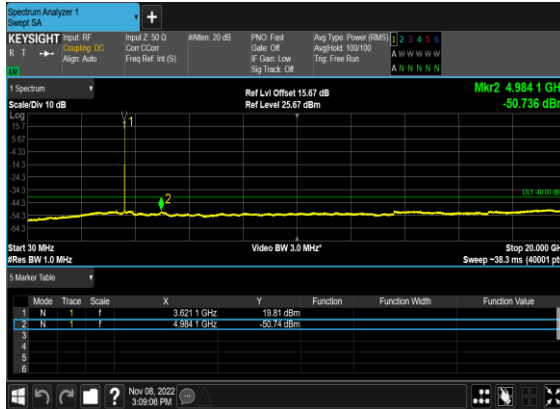 Spectrum Analyzer 1
Swept SA
+
KEYSIGHT Input: RF Input Z: 50 Ω #Atten: 20 dB PNO: Fast Avg Type: Power (RMS) 1 2 3 4 5 6
R T Coupling: DC Corr CCorr Gate: Off Avg|Hold: 100/100 A W W W W W
Align: Auto Freq Ref: Int (S) IF Gain: Low Trig: Free Run
LU Sig Track: Off A N N N N N
1 Spectrum Ref Lvl Offset 15.67 dB Mkr2 4.984 1 GH
Scale/Div 10 dB Ref Level 25.67 dBm -50.736 dBr
Log
15.7
5.67
-4.33
-14.3
-24.3
-34.3
-44.3
-54.3
-64.3
1
2
Start 30 MHz Video BW 3.0 MHz* Stop 20.000 GH
#Res BW 1.0 MHz Sweep ~38.3 ms (40001 pts
5 Marker Table
Mode Trace Scale X Y Function Function Width Function Value
1 N 1 f 3.621 1 GHz 19.81 dBm
2 N 1 f 4.984 1 GHz -50.74 dBm
3
4
5
6
? Nov 08, 2022
3:09:06 PM